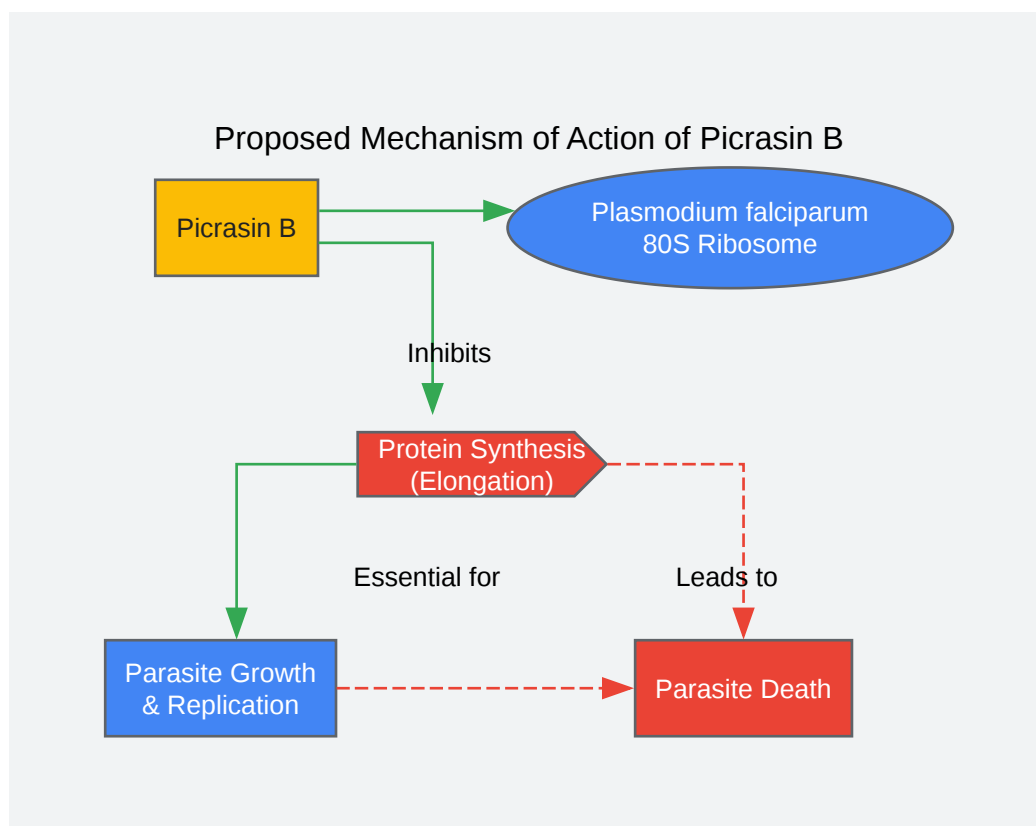 Proposed Mechanism of Action of Picrasin B
Picrasin B
Plasmodium falciparum
80S Ribosome
Inhibits
Protein Synthesis
(Elongation)
Essential for
Leads to
Parasite Growth
& Replication
Parasite Death